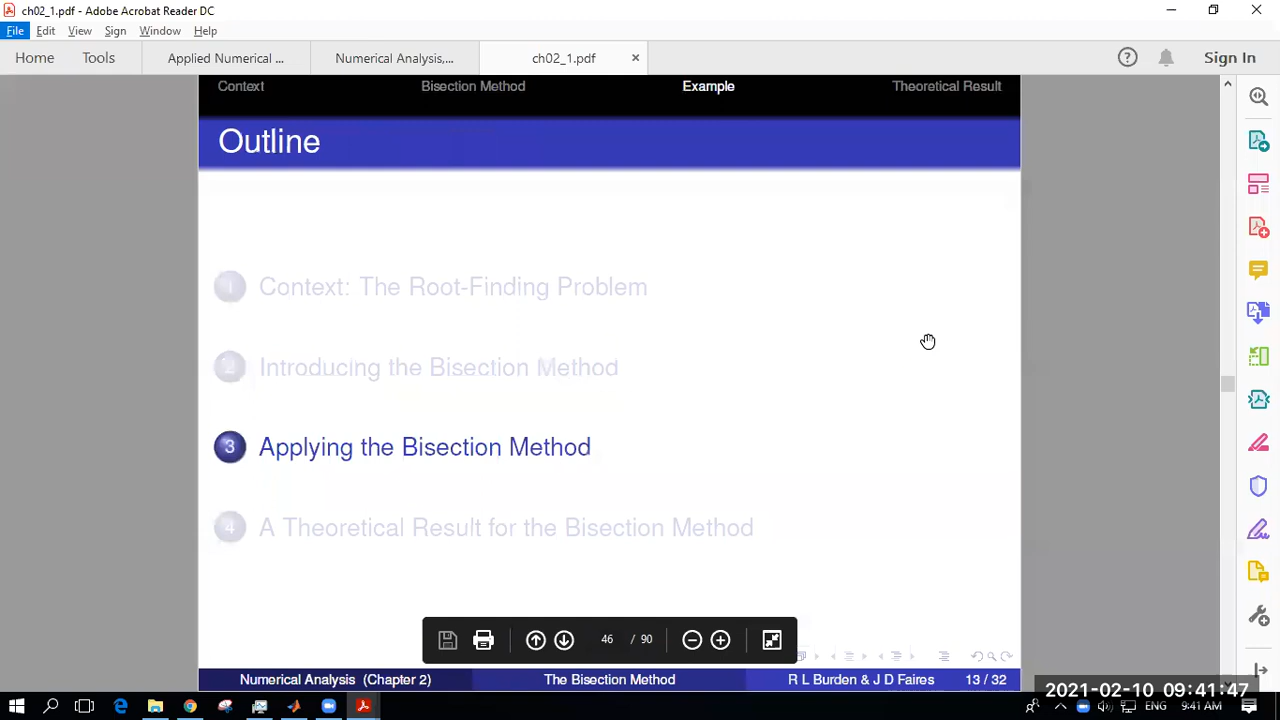 ch02_1.pdf - Adobe Acrobat Reader DC
File Edit View Sign Window Help
Home Tools Applied Numerical ... Numerical Analysis,... ch02_1.pdf Sign In
Context Bisection Method Example Theoretical Result
Outline
1 Context: The Root-Finding Problem
2 Introducing the Bisection Method
3 Applying the Bisection Method
4 A Theoretical Result for the Bisection Method
46 / 90
Numerical Analysis (Chapter 2) The Bisection Method R L Burden & J D Faires 13 / 32
2021-02-10 09:41:47
ENG 9:41 AM